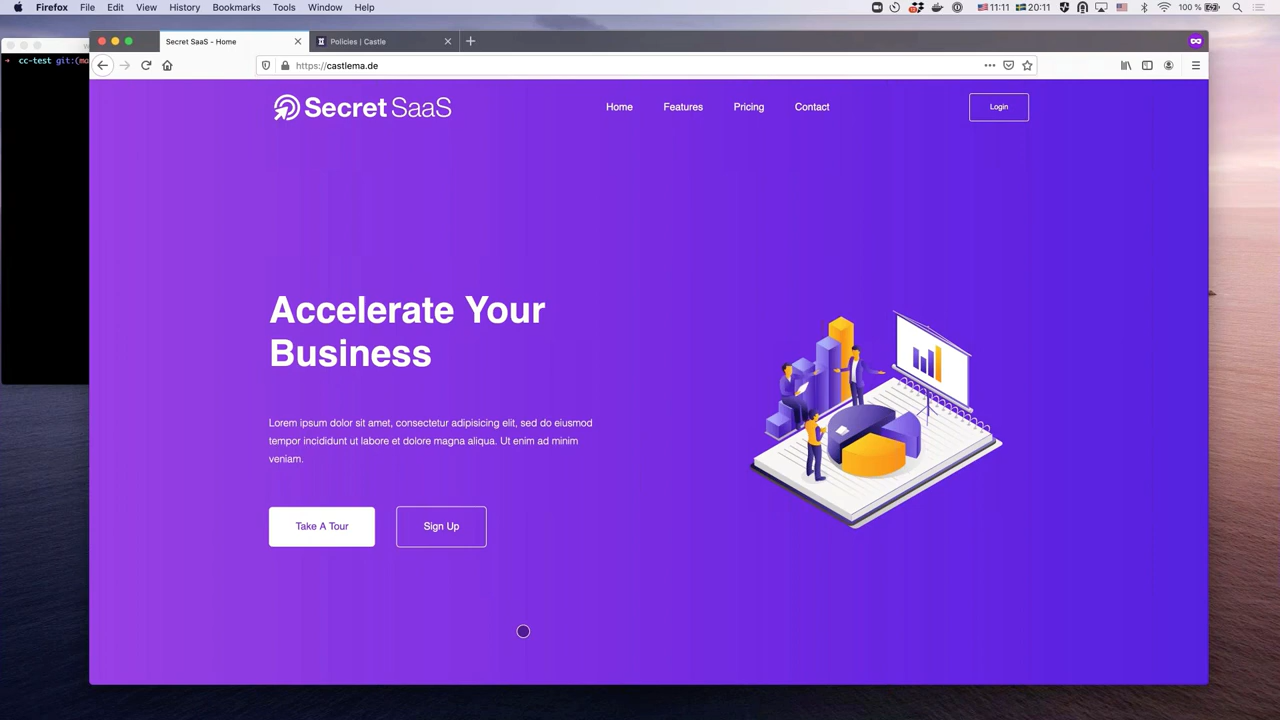 Firefox File Edit View History Bookmarks Tools Window Help
11:11 20:11 100 %
Secret SaaS - Home
Policies | Castle
cc-test git:(
https://castlema.de
Secret SaaS
Home Features Pricing Contact
Login
Accelerate Your
Business
Lorem ipsum dolor sit amet, consectetur adipisicing elit, sed do eiusmod
tempor incididunt ut labore et dolore magna aliqua. Ut enim ad minim
veniam.
Take A Tour
Sign Up